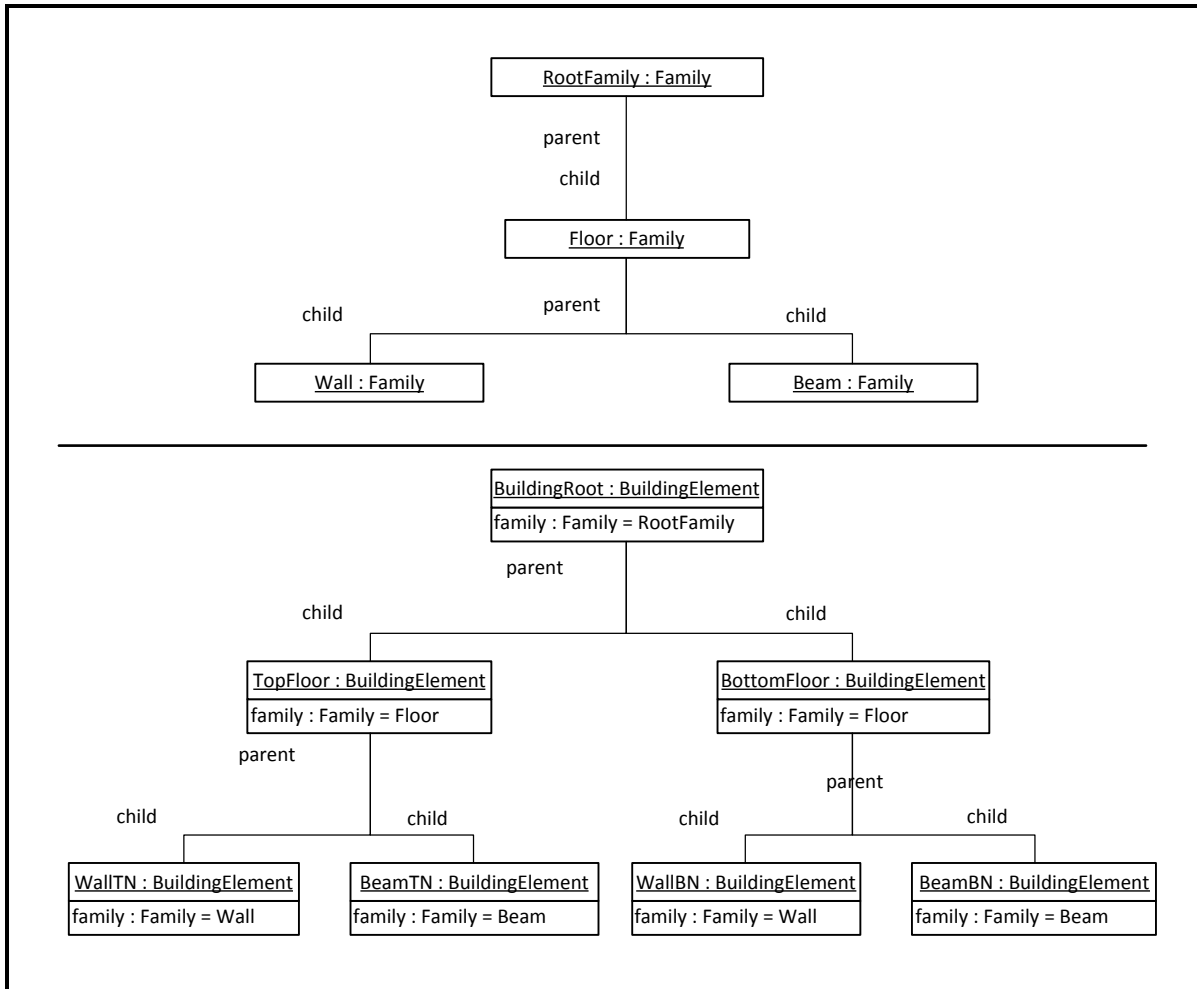 RootFamily : Family
parent
child
Floor : Family
parent
child
child
Wall : Family
Beam : Family
BuildingRoot : BuildingElement
family : Family = RootFamily
parent
child
child
TopFloor : BuildingElement
family : Family = Floor
BottomFloor : BuildingElement
family : Family = Floor
parent
parent
child
child
child
child
WallTN : BuildingElement
family : Family = Wall
BeamTN : BuildingElement
family : Family = Beam
WallBN : BuildingElement
family : Family = Wall
BeamBN : BuildingElement
family : Family = Beam